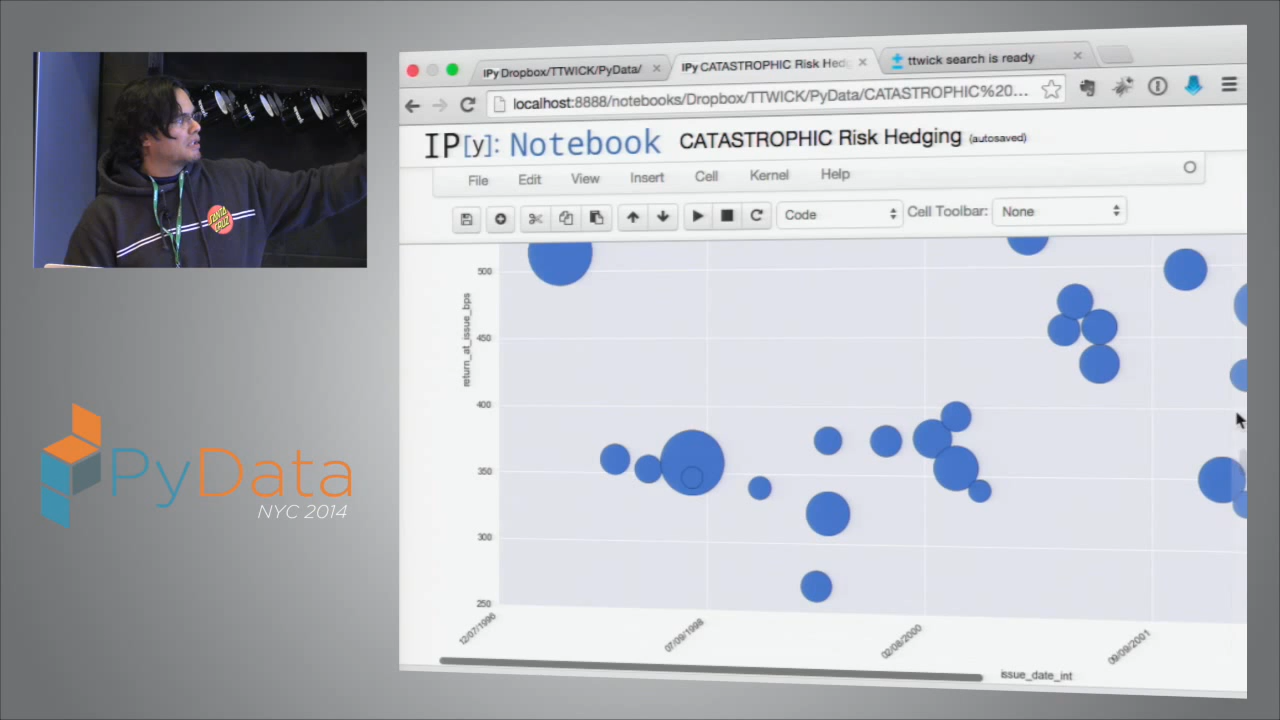 IPy Dropbox/TTWICK/PyData/
IPy CATASTROPHIC Risk Hedg
ttwick search is ready
localhost:8888/notebooks/Dropbox/TTWICK/PyData/CATASTROPHIC%20...
IP[y]: Notebook
CATASTROPHIC Risk Hedging (autosaved)
File Edit View Insert Cell Kernel Help
Code
Cell Toolbar: None
500
450
400
350
300
250
return_at_issue_bps
12/07/1996
07/09/1998
02/08/2000
09/09/2001
issue_date_int
SANTA
CRUZ
PyData
NYC 2014